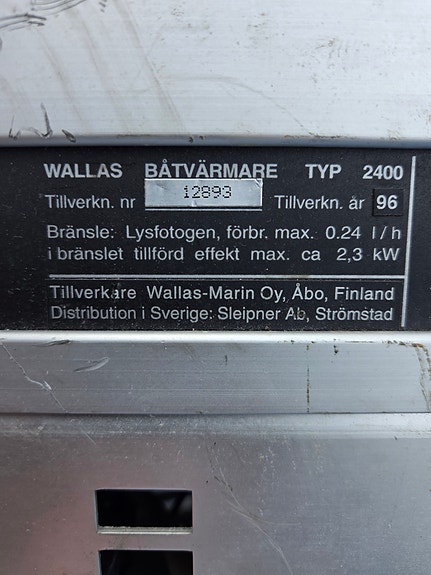 WALLAS BÅTVÄRMARE TYP 2400
Tillverkn. nr 12893 Tillverkn. år 96
Bränsle: Lysfotogen, förbr. max. 0.24 l/h
i bränslet tillförd effekt max. ca 2,3 kW
Tillverkare Wallas-Marin Oy, Åbo, Finland
Distribution i Sverige: Sleipner Ab, Strömstad